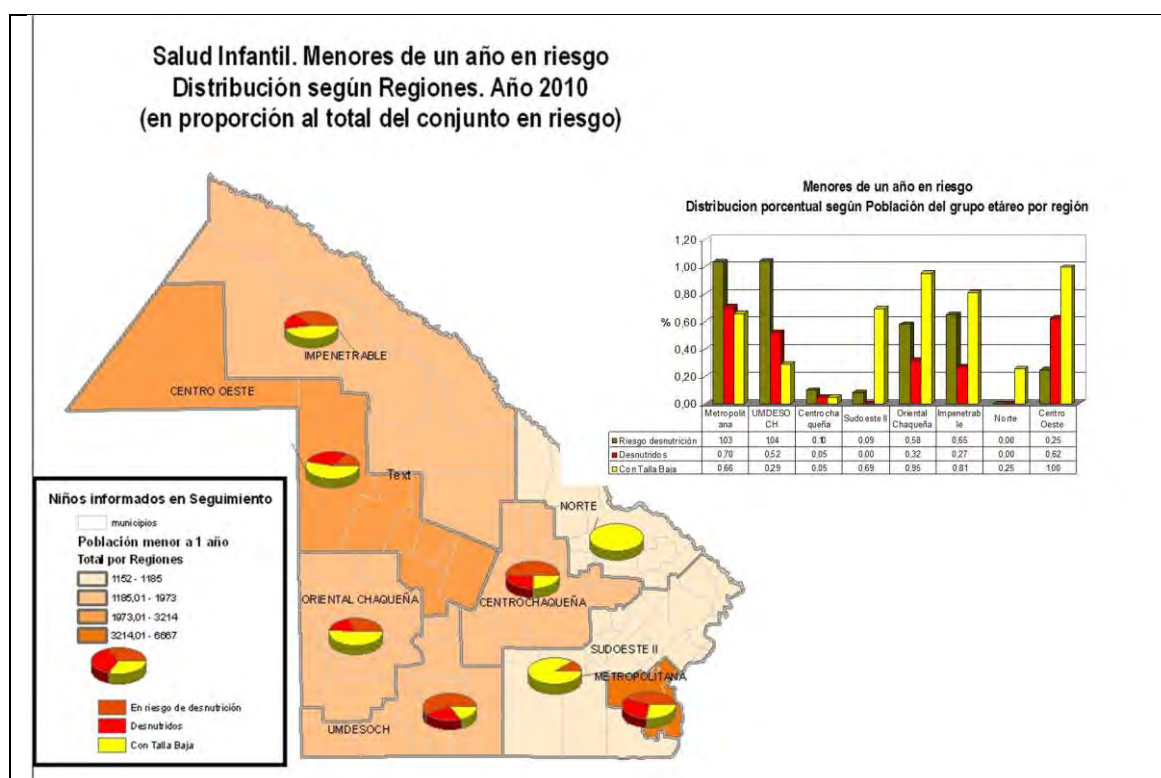 Salud Infantil. Menores de un año en riesgo
Distribución según Regiones. Año 2010
(en proporción al total del conjunto en riesgo)
Menores de un año en riesgo
Distribucion porcentual según Población del grupo etáreo por región
1,20
1,00
0,80
0,60
0,40
0,20
0,00
%
Metropolit ana
UMDESO CH
Centrocha queña
Sudoeste II
Oriental Chaqueña
Impenetrab le
Norte
Centro Oeste
Riesgo desnutrición 1,03 1,04 0,10 0,09 0,58 0,65 0,00 0,25
Desnutridos 0,70 0,52 0,05 0,00 0,32 0,27 0,00 0,62
Con Talla Baja 0,66 0,29 0,05 0,69 0,95 0,81 0,25 1,00
IMPENETRABLE
CENTRO OESTE
Text
NORTE
ORIENTAL CHAQUEÑA
CENTROCHAQUEÑA
SUDOESTE II
METROPOLITANA
UMDESOCH
Niños informados en Seguimiento
municipios
Población menor a 1 año
Total por Regiones
1152 - 1185
1185,01 - 1973
1973,01 - 3214
3214,01 - 6667
En riesgo de desnutrición
Desnutridos
Con Talla Baja